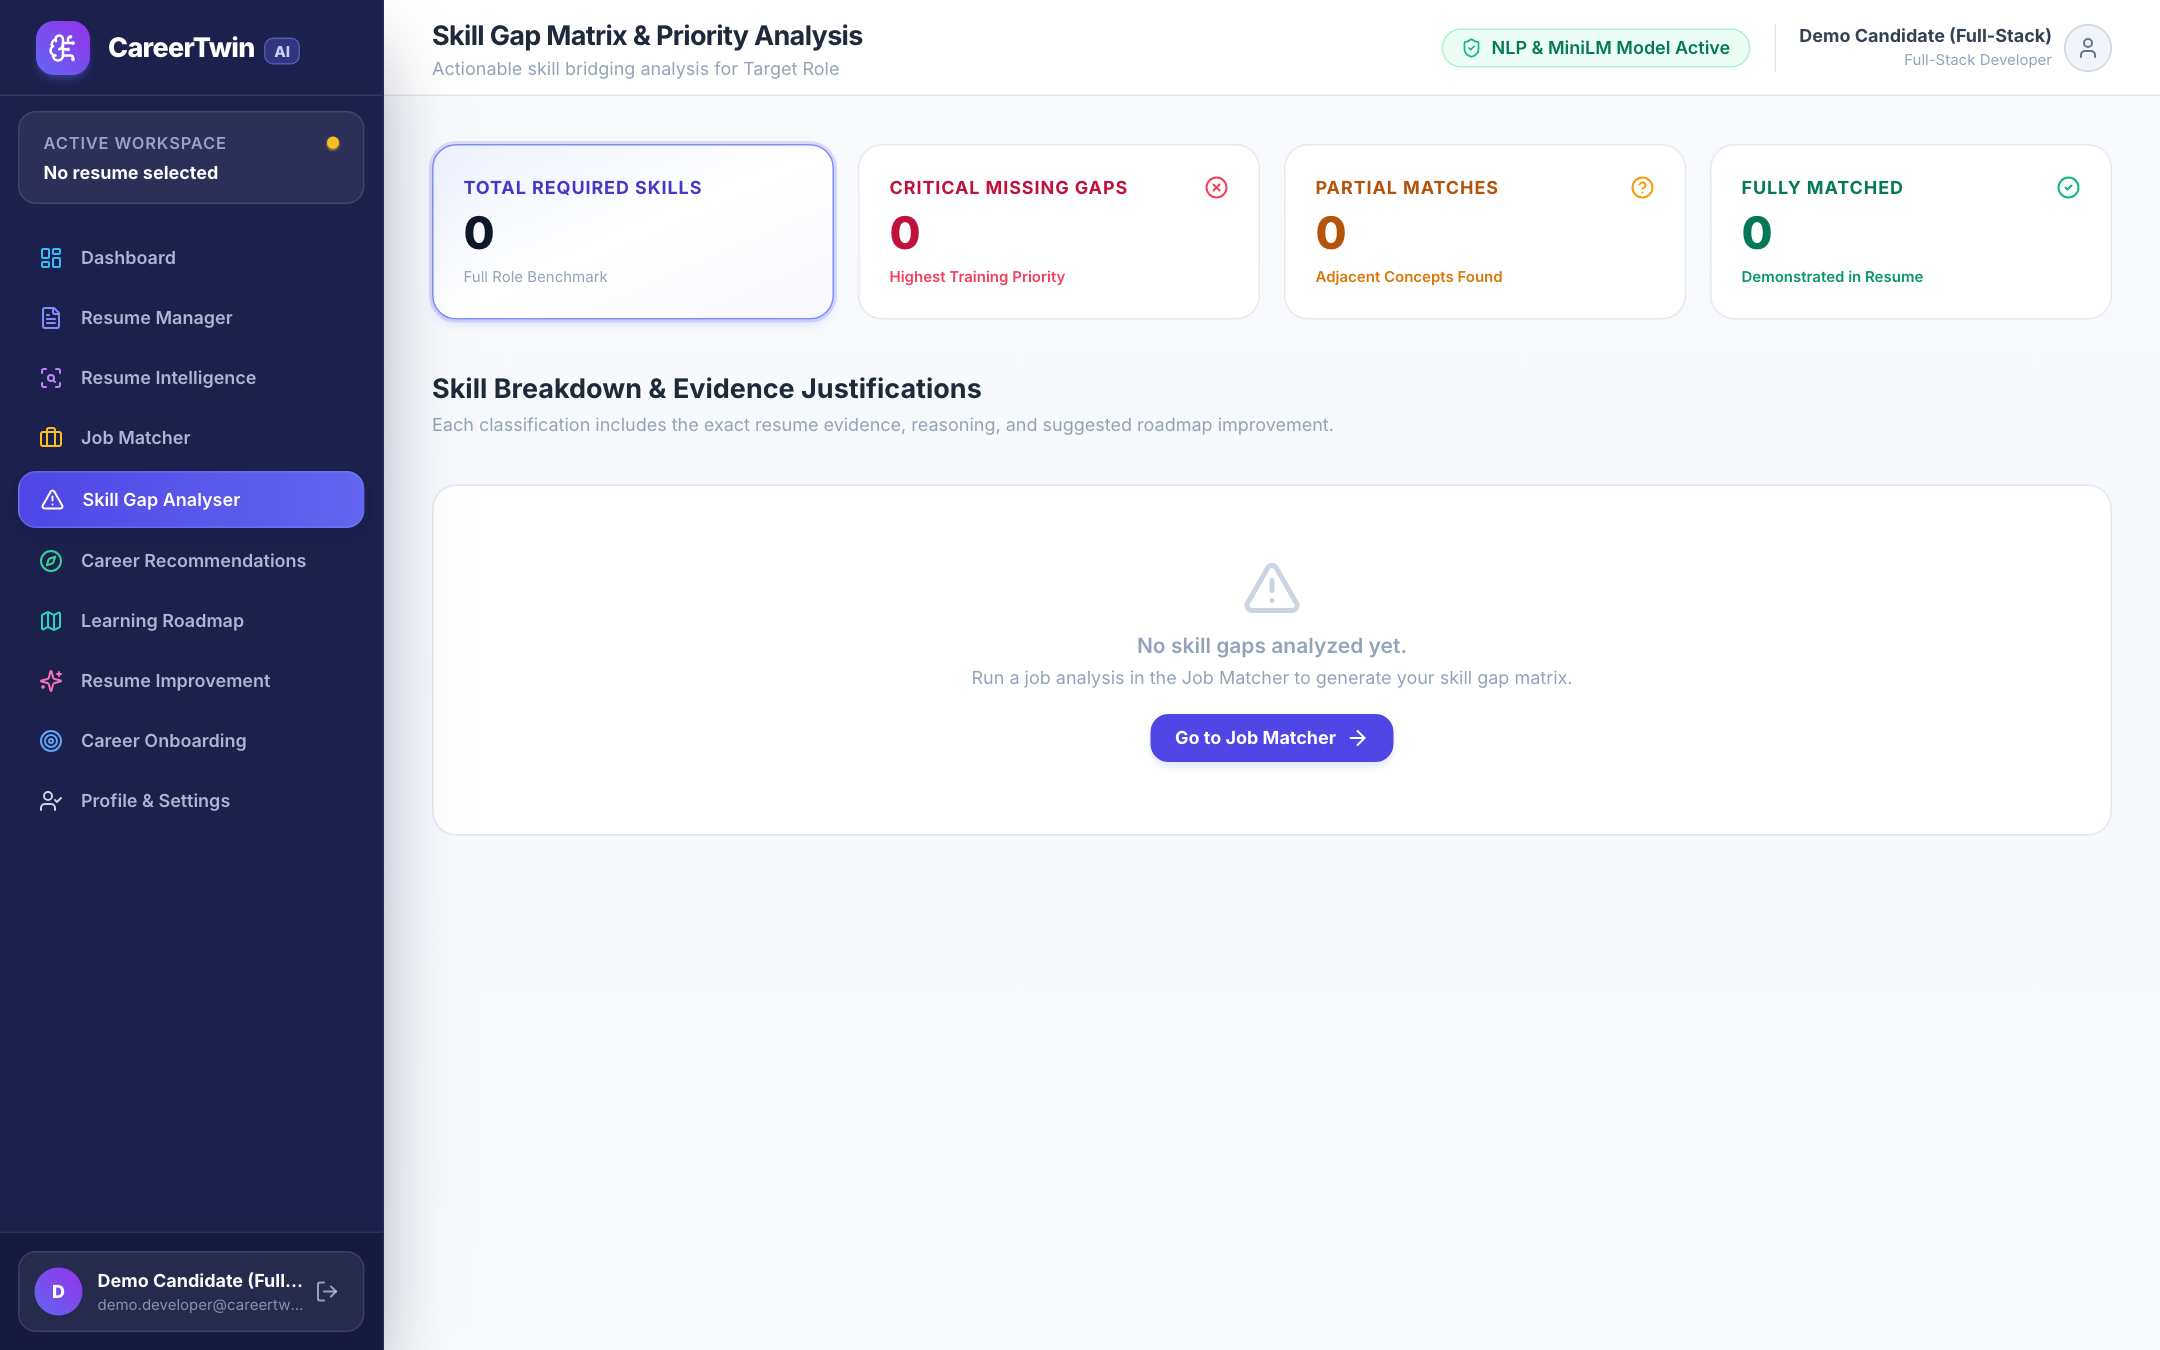 CareerTwin AI
ACTIVE WORKSPACE
No resume selected
Dashboard
Resume Manager
Resume Intelligence
Job Matcher
Skill Gap Analyser
Career Recommendations
Learning Roadmap
Resume Improvement
Career Onboarding
Profile & Settings
D
Demo Candidate (Full...
demo.developer@careertw...
Skill Gap Matrix & Priority Analysis
Actionable skill bridging analysis for Target Role
NLP & MiniLM Model Active
Demo Candidate (Full-Stack)
Full-Stack Developer
TOTAL REQUIRED SKILLS
0
Full Role Benchmark
CRITICAL MISSING GAPS
0
Highest Training Priority
PARTIAL MATCHES
0
Adjacent Concepts Found
FULLY MATCHED
0
Demonstrated in Resume
Skill Breakdown & Evidence Justifications
Each classification includes the exact resume evidence, reasoning, and suggested roadmap improvement.
No skill gaps analyzed yet.
Run a job analysis in the Job Matcher to generate your skill gap matrix.
Go to Job Matcher